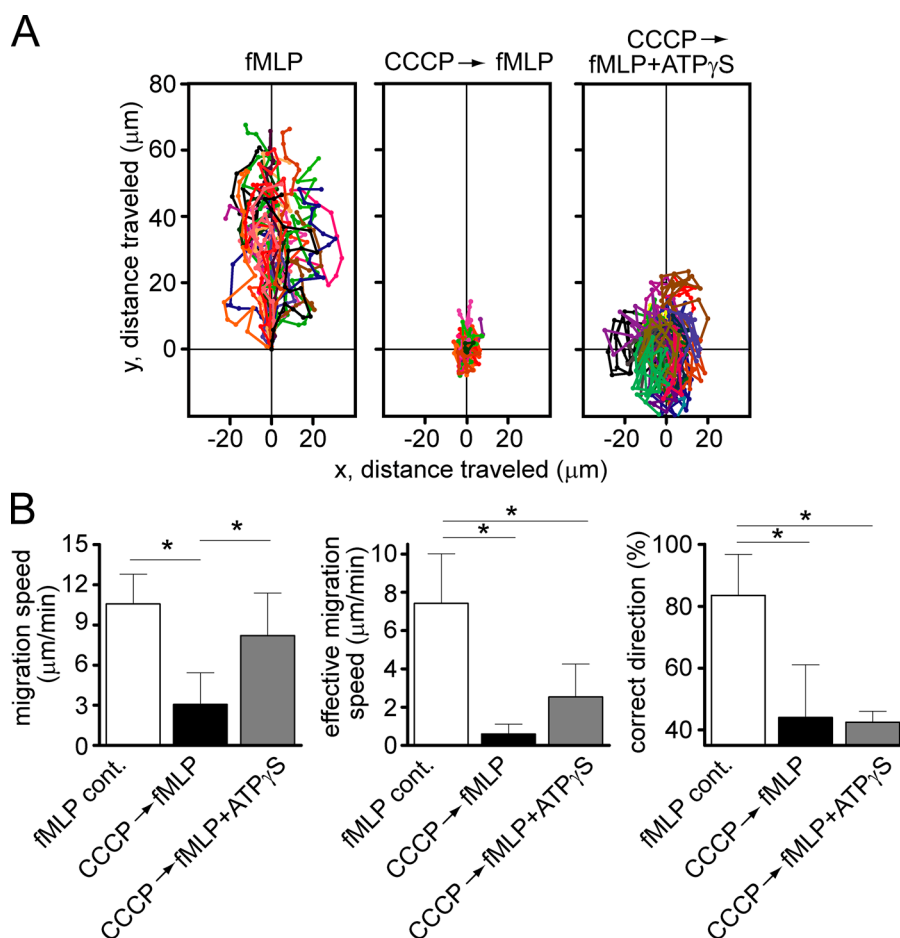 A
fMLP
CCCP → fMLP
CCCP →
fMLP+ATPγS
y, distance traveled (μm)
80
60
40
20
0
-20
0
20
-20
0
20
-20
0
20
x, distance traveled (μm)
B
migration speed
(μm/min)
15
12
9
6
3
0
*
*
fMLP cont.
CCCP → fMLP
CCCP → fMLP+ATPγS
effective migration
speed (μm/min)
10
8
6
4
2
0
*
*
fMLP cont.
CCCP → fMLP
CCCP → fMLP+ATPγS
correct direction (%)
100
80
60
40
*
*
fMLP cont.
CCCP → fMLP
CCCP → fMLP+ATPγS